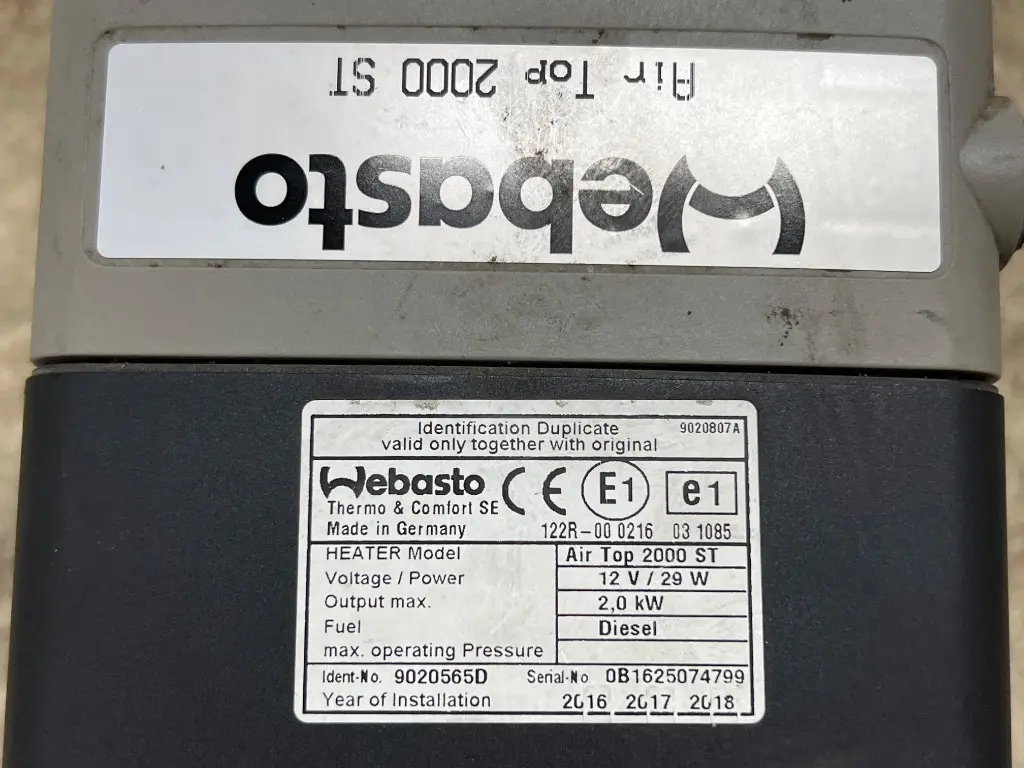 Air Top 2000 ST
Webasto
Identification Duplicate 9020807A
valid only together with original
Webasto CE E1 e1
Thermo & Comfort SE
Made in Germany 122R-00 0216 03 1085
HEATER Model Air Top 2000 ST
Voltage / Power 12 V / 29 W
Output max. 2,0 kW
Fuel Diesel
max. operating Pressure
Ident-No. 9020565D Serial-No. 0B1625074799
Year of Installation 2016 2017 2018